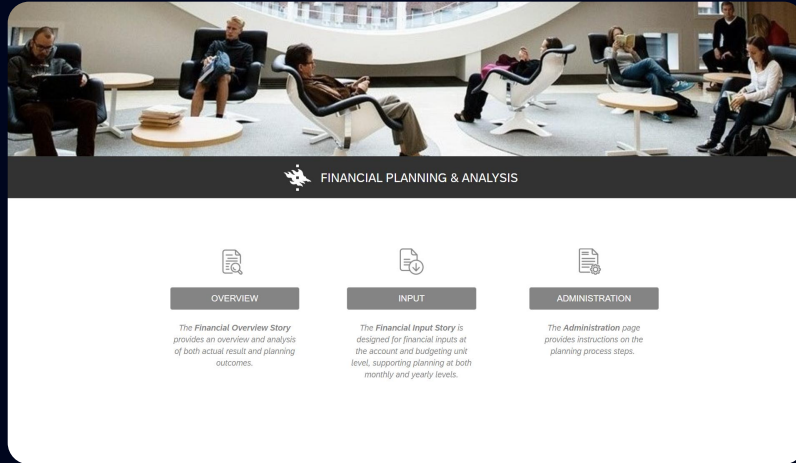 FINANCIAL PLANNING & ANALYSIS
OVERVIEW
The Financial Overview Story
provides an overview and analysis
of both actual result and planning
outcomes.
INPUT
The Financial Input Story is
designed for financial inputs at
the account and budgeting unit
level, supporting planning at both
monthly and yearly levels.
ADMINISTRATION
The Administration page
provides instructions on the
planning process steps.